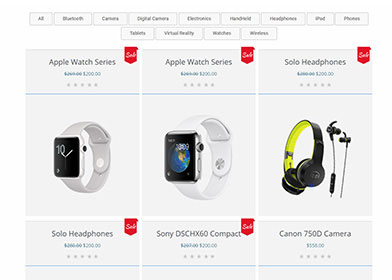 All Bluetooth Camera Digital Camera Electronics Handheld Headphones iPod Phones
Tablets Virtual Reality Watches Wireless
Sale Sale Sale
Apple Watch Series Apple Watch Series Solo Headphones
$269.00 $200.00 $269.00 $200.00 $280.00 $200.00
Sale Sale
Solo Headphones Sony DSCHX60 Compact Canon 750D Camera
$280.00 $200.00 $207.00 $200.00 $555.00